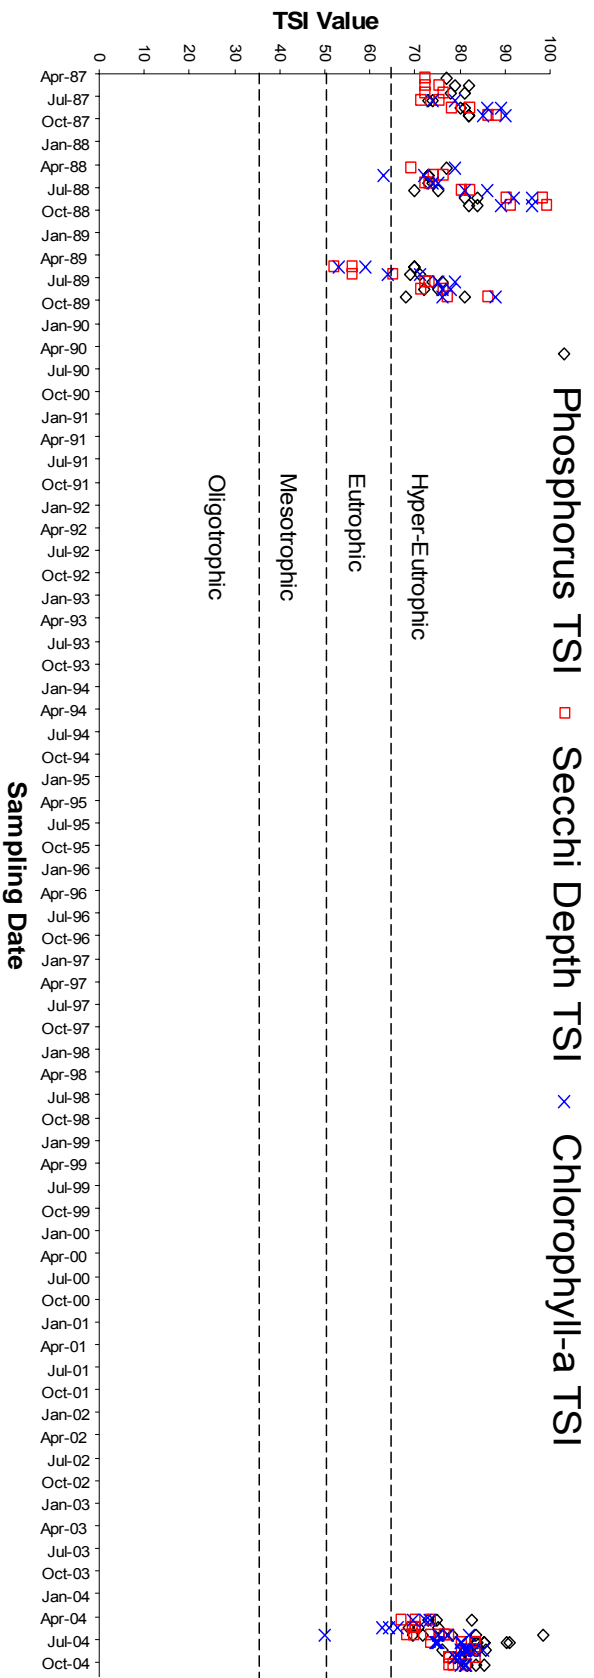 Phosphorus TSI Secchi Depth TSI Chlorophyll-a TSI
TSI Value
100
90
80
70
60
50
40
30
20
10
0
Hyper-Eutrophic
Eutrophic
Mesotrophic
Oligotrophic
Apr-87
Jul-87
Oct-87
Jan-88
Apr-88
Jul-88
Oct-88
Jan-89
Apr-89
Jul-89
Oct-89
Jan-90
Apr-90
Jul-90
Oct-90
Jan-91
Apr-91
Jul-91
Oct-91
Jan-92
Apr-92
Jul-92
Oct-92
Jan-93
Apr-93
Jul-93
Oct-93
Jan-94
Apr-94
Jul-94
Oct-94
Jan-95
Apr-95
Jul-95
Oct-95
Jan-96
Apr-96
Jul-96
Oct-96
Jan-97
Apr-97
Jul-97
Oct-97
Jan-98
Apr-98
Jul-98
Oct-98
Jan-99
Apr-99
Jul-99
Oct-99
Jan-00
Apr-00
Jul-00
Oct-00
Jan-01
Apr-01
Jul-01
Oct-01
Jan-02
Apr-02
Jul-02
Oct-02
Jan-03
Apr-03
Jul-03
Oct-03
Jan-04
Apr-04
Jul-04
Oct-04
Sampling Date